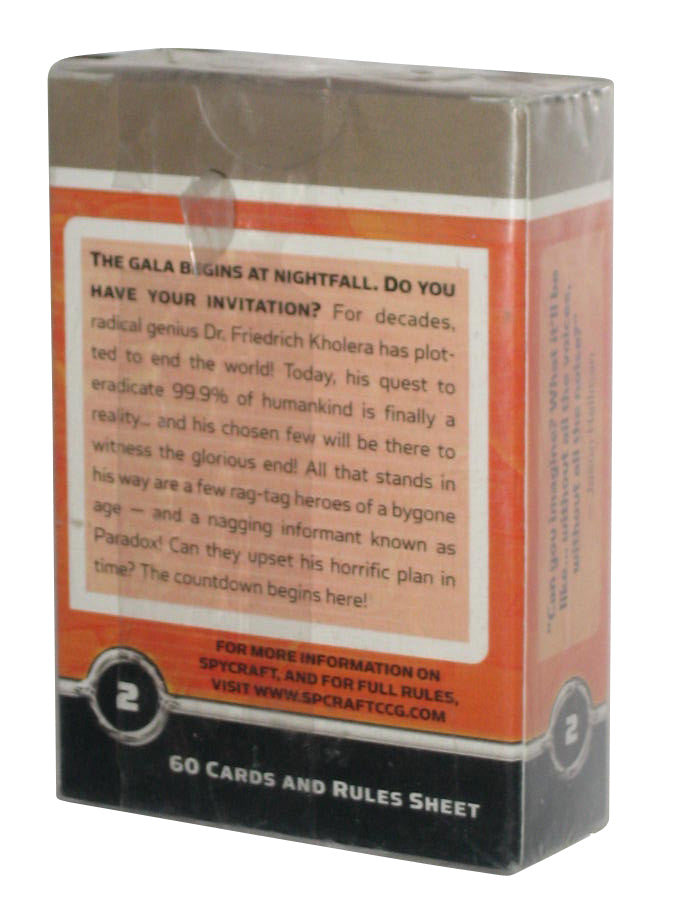 THE GALA BEGINS AT NIGHTFALL. DO YOU
HAVE YOUR INVITATION? For decades,
radical genius Dr. Friedrich Kholera has plot-
ted to end the world! Today, his quest to
eradicate 99.9% of humankind is finally a
reality... and his chosen few will be there to
witness the glorious end! All that stands in
his way are a few rag-tag heroes of a bygone
age — and a nagging informant known as
Paradox! Can they upset his horrific plan in
time? The countdown begins here!
FOR MORE INFORMATION ON
SPYCRAFT, AND FOR FULL RULES,
VISIT WWW.SPCRAFTCCG.COM
2
60 CARDS AND RULES SHEET
"Can you imagine? What it'll be
like... without all the voices,
without all the noise?"
2